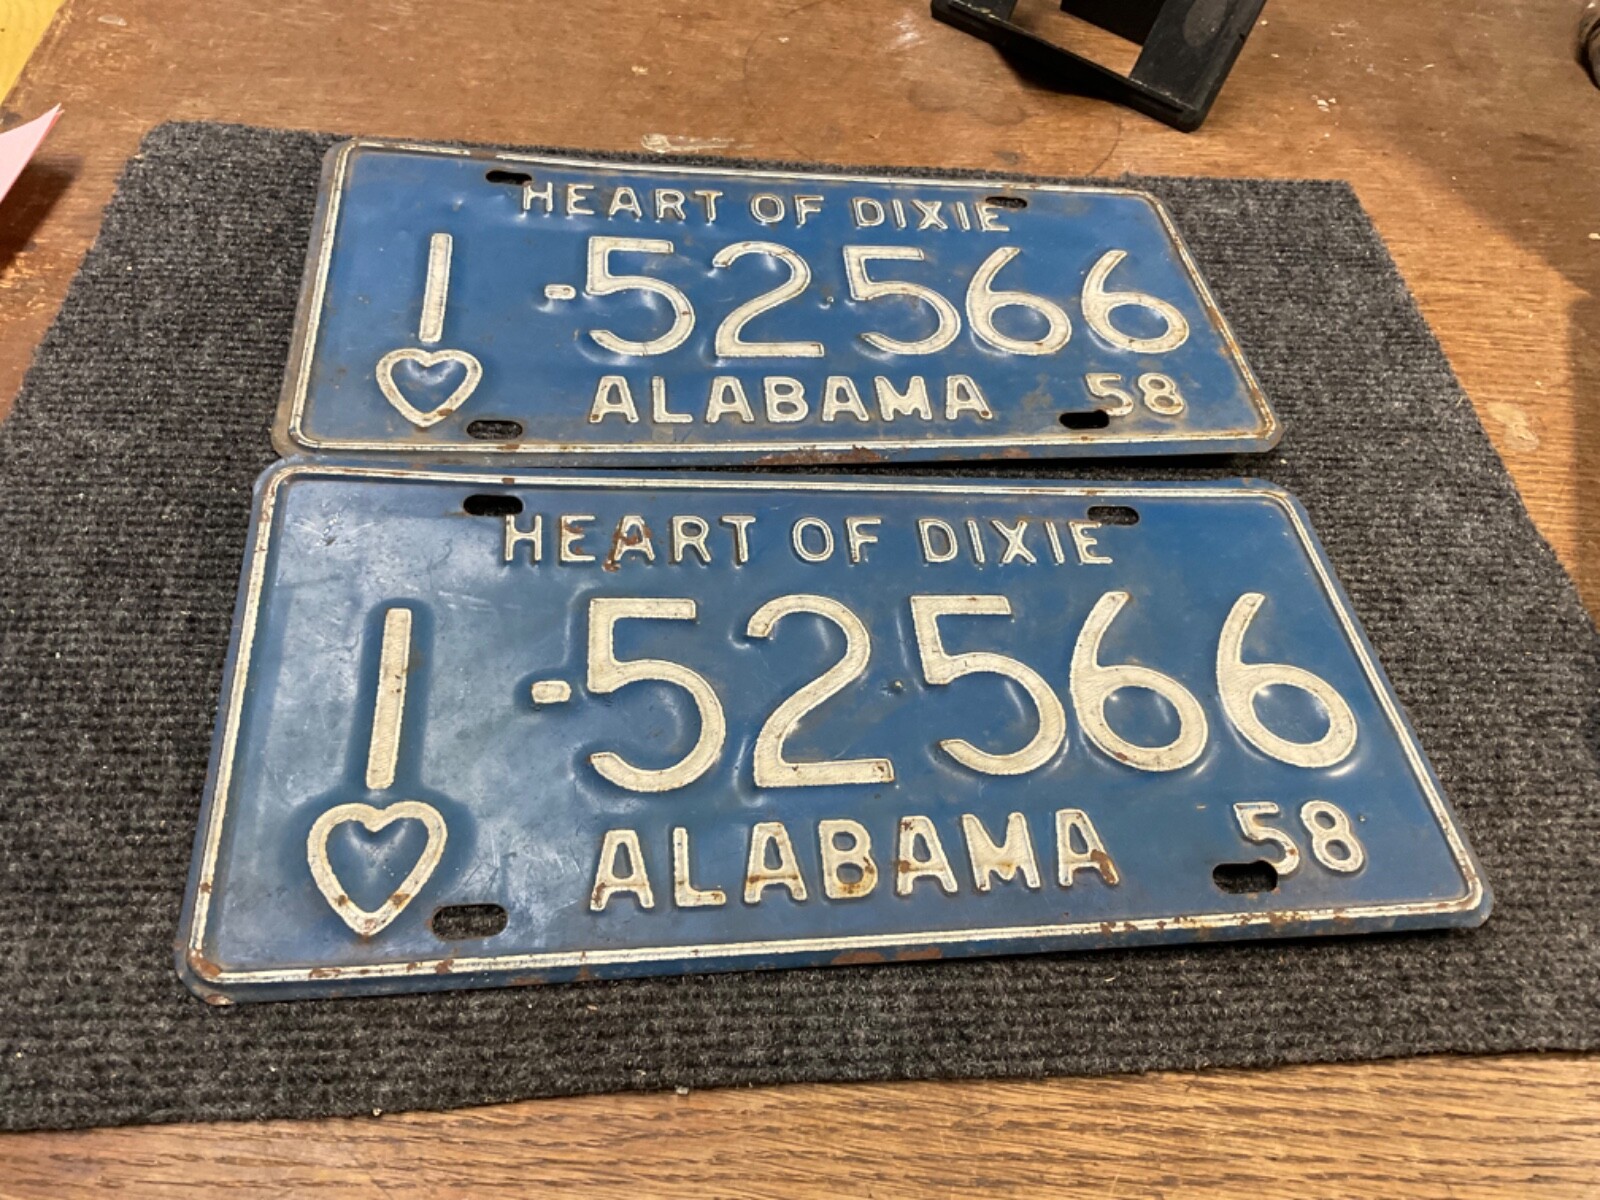 HEART OF DIXIE
1-52566
ALABAMA 58
HEART OF DIXIE
1-52566
ALABAMA 58